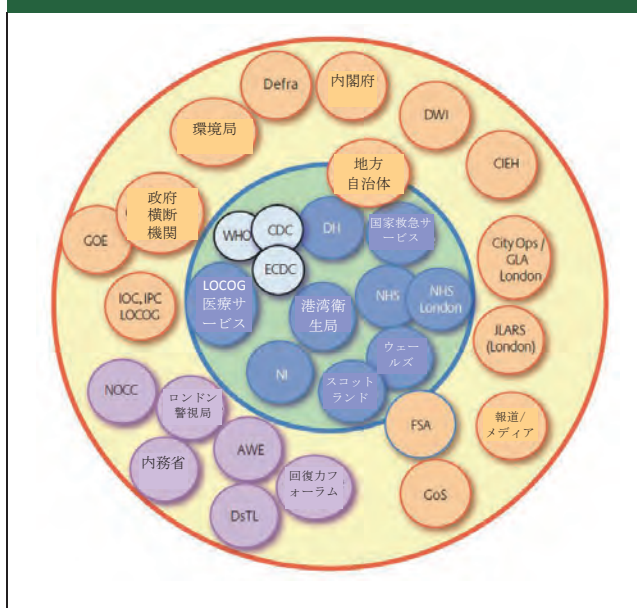 Defra
内閣府
DWI
環境局
CIEH
地方
自治体
政府
横断
機関
GOE
WHO
CDC
DH
国家救急サ
ービス
ECDC
City Ops /
GLA
London
IOC, IPC
LOCOG
LOCOG
医療サ
ービス
港湾衛
生局
NHS
NHS
London
JLARS
(London)
ウェー
ルズ
NI
スコット
ランド
NOCC
ロンドン
警視局
FSA
報道/
メディア
内務省
AWE
回復力フ
ォーラム
GoS
DsTL